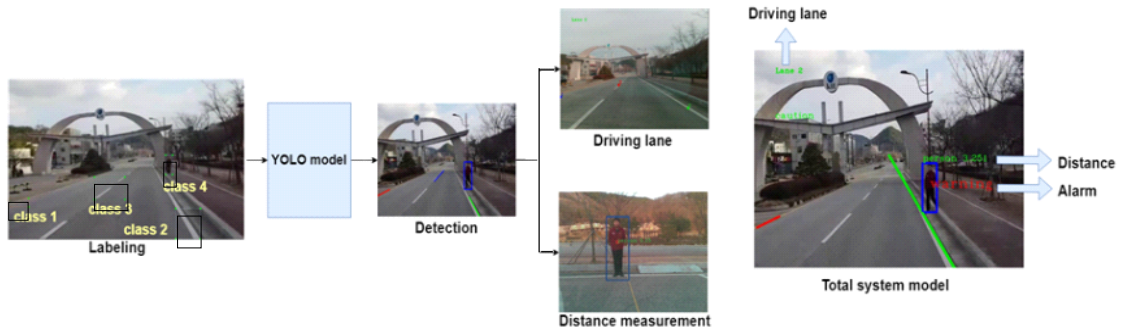 class 1
class 2
class 3
class 4
Labeling
YOLO model
Detection
Driving lane
Distance measurement
Driving lane
Lane 2
Distance
Alarm
Total system model